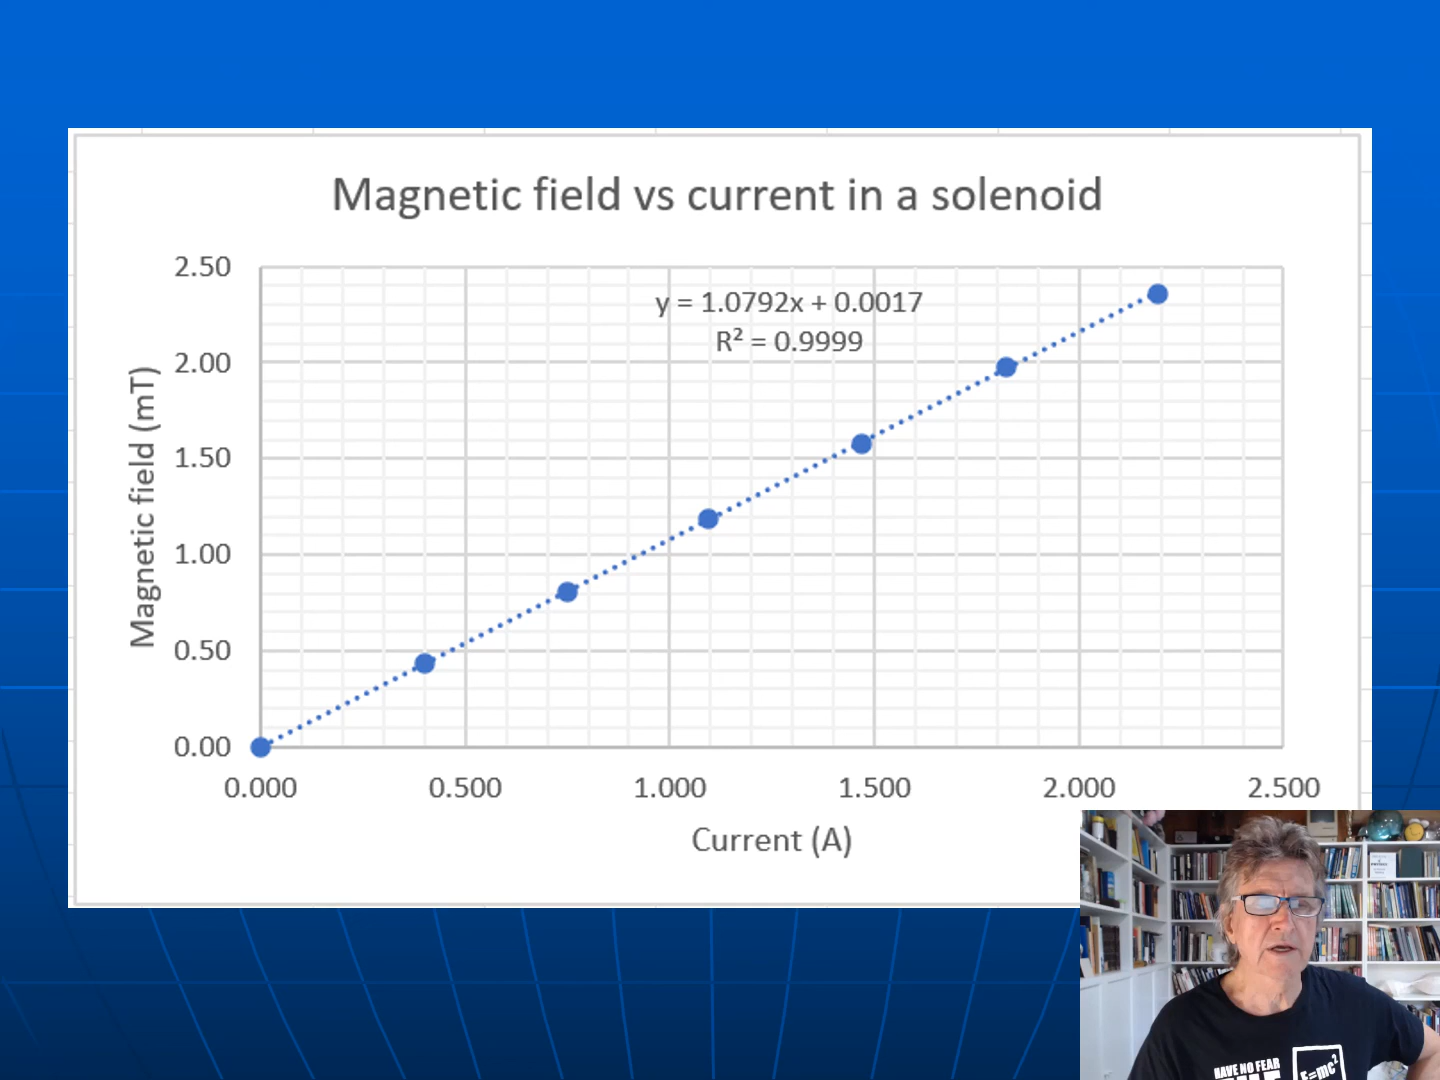 Magnetic field vs current in a solenoid
2.50
y = 1.0792x + 0.0017
R² = 0.9999
2.00
Magnetic field (mT)
1.50
1.00
0.50
0.00
0.000 0.500 1.000 1.500 2.000 2.500
Current (A)
HAVE NO FEAR
E=mc²